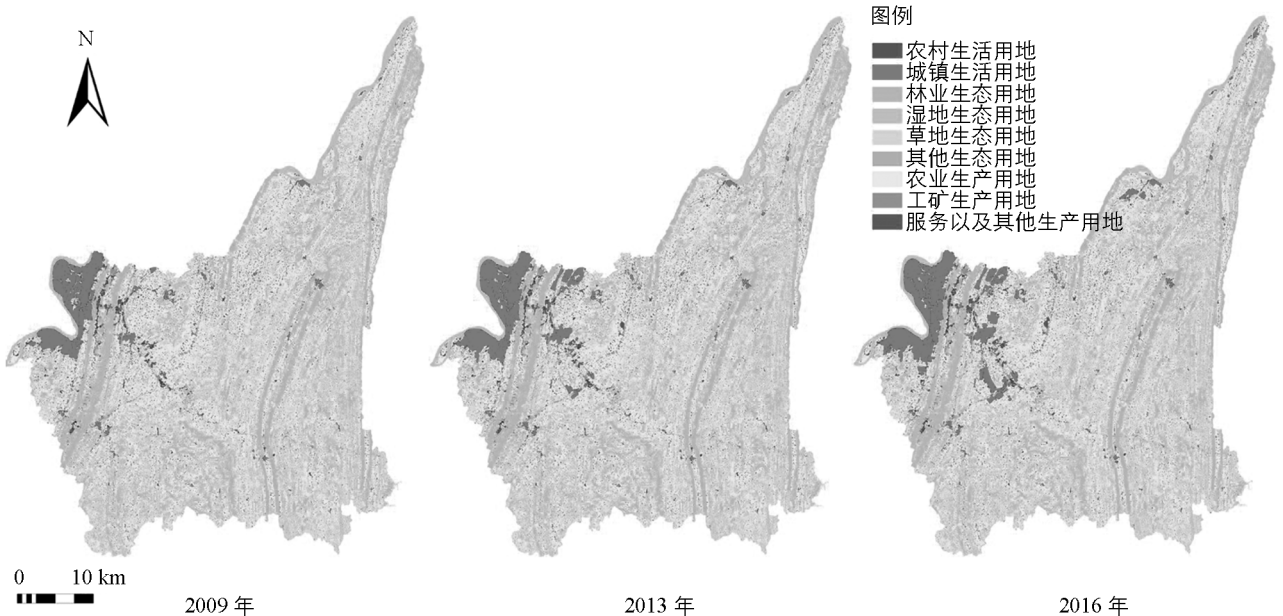 N
图例
农村生活用地
城镇生活用地
林业生态用地
湿地生态用地
草地生态用地
其他生态用地
农业生产用地
工矿生产用地
服务以及其他生产用地
0 10 km
2009 年
2013 年
2016 年